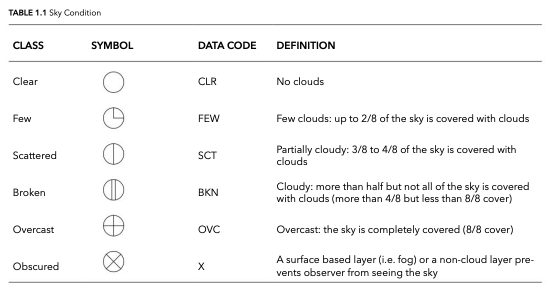 TABLE 1.1 Sky Condition
CLASS SYMBOL DATA CODE DEFINITION
Clear CLR No clouds
Few FEW Few clouds: up to 2/8 of the sky is covered with clouds
Scattered SCT Partially cloudy: 3/8 to 4/8 of the sky is covered with
clouds
Broken BKN Cloudy: more than half but not all of the sky is covered
with clouds (more than 4/8 but less than 8/8 cover)
Overcast OVC Overcast: the sky is completely covered (8/8 cover)
Obscured X A surface based layer (i.e. fog) or a non-cloud layer pre-
vents observer from seeing the sky